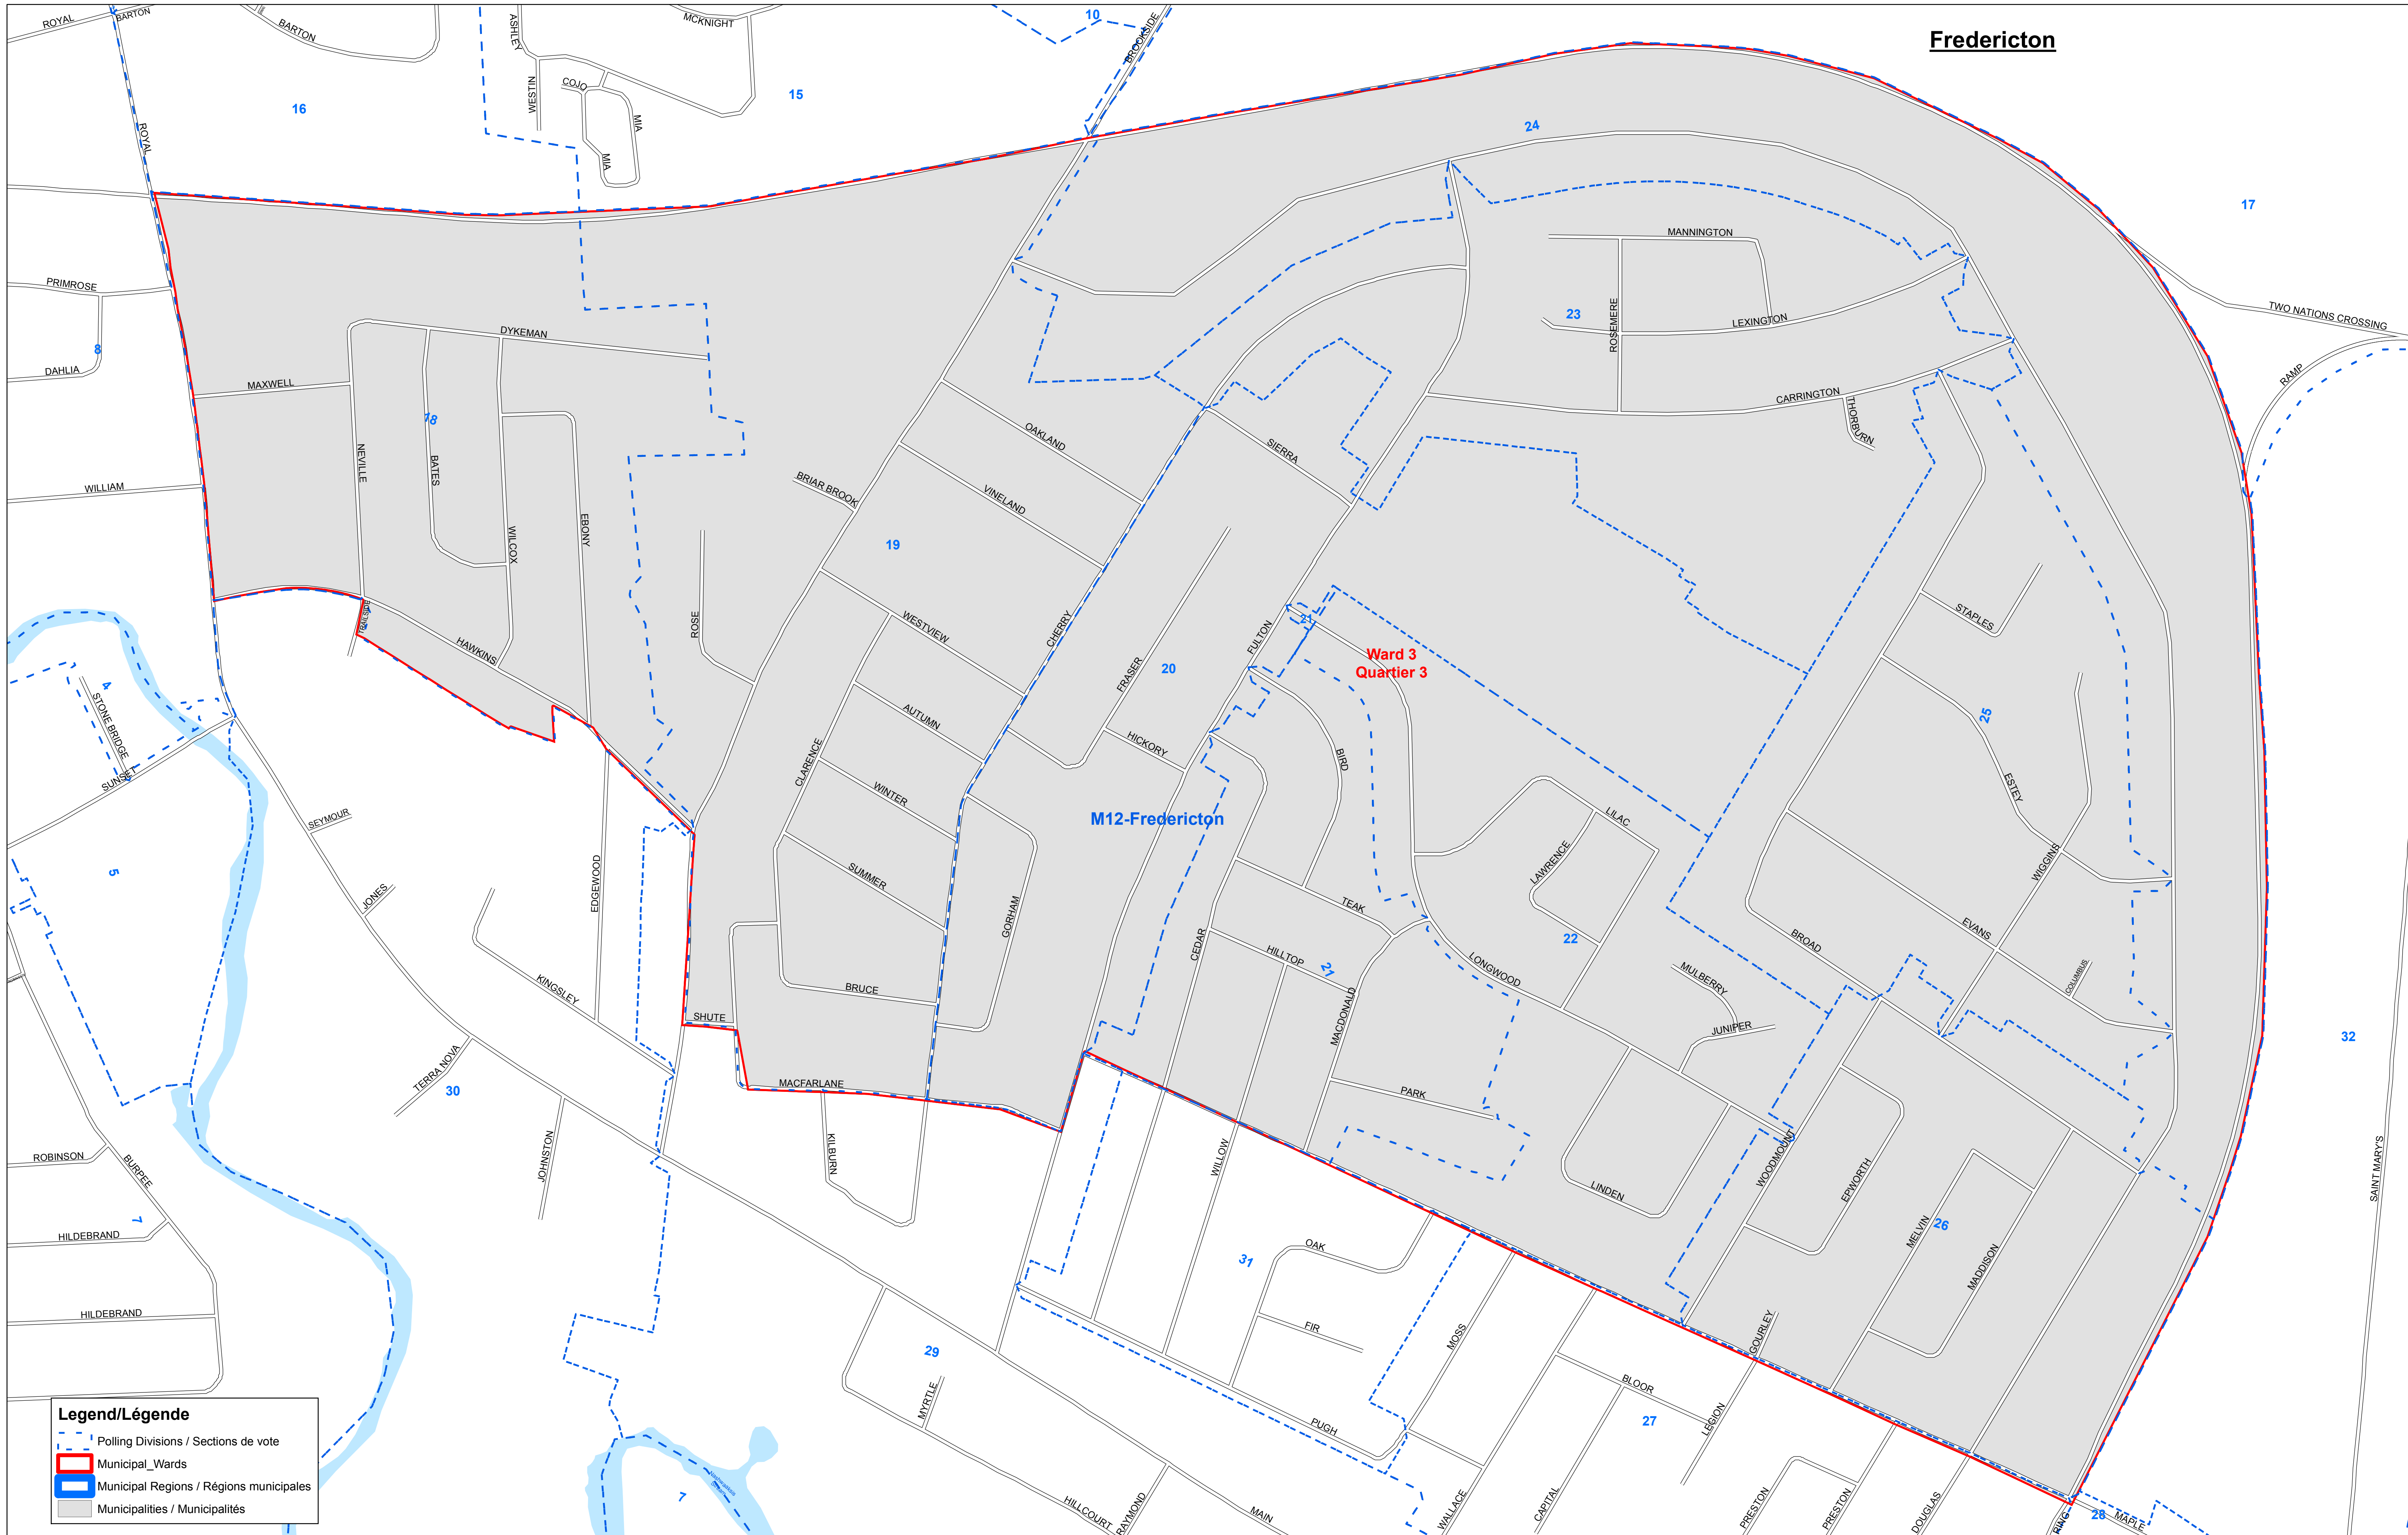 Fredericton
ROYAL
BARTON
BARTON
ASHLEY
MCKNIGHT
10
BROOKSIDE
WESTIN
COJO
15
16
MIA
MIA
ROYAL
24
17
MANNINGTON
PRIMROSE
8
DAHLIA
DYKEMAN
23
ROSEMERE
LEXINGTON
TWO NATIONS CROSSING
RAMP
MAXWELL
18
NEVILLE
BATES
CARRINGTON
THORBURN
OAKLAND
SIERRA
WILLIAM
BRIAR BROOK
VINELAND
WILCOX
EBONY
19
TRAILSIDE
ROSE
WESTVIEW
CHERRY
FULTON
21
STAPLES
HAWKINS
Ward 3
Quartier 3
20
FRASER
4
STONE BRIDGE
AUTUMN
HICKORY
BIRD
25
SUNSET
CLARENCE
WINTER
ESTEY
SEYMOUR
M12-Fredericton
LILAC
LAWRENCE
5
JONES
EDGEWOOD
SUMMER
GORHAM
TEAK
WIGGINS
EVANS
22
BROAD
CEDAR
HILLTOP
21
LONGWOOD
MULBERRY
COLUMBUS
KINGSLEY
BRUCE
MACDONALD
SHUTE
JUNIPER
32
TERRA NOVA
30
MACFARLANE
PARK
ROBINSON
BURPEE
JOHNSTON
KILBURN
WILLOW
WOODMOUNT
EPWORTH
LINDEN
SAINT MARY'S
7
HILDEBRAND
OAK
31
MELVIN
26
MADDISON
HILDEBRAND
FIR
MOSS
GOURLEY
29
MYRTLE
BLOOR
27
LEGION
PUGH
Legend/Légende
Polling Divisions / Sections de vote
Municipal_Wards
Municipal Regions / Régions municipales
Municipalities / Municipalités
Nashwaaksis
Stream
7
HILLCOURT
RAYMOND
MAIN
WALLACE
CAPITAL
PRESTON
PRESTON
DOUGLAS
RING
28
MAPLE